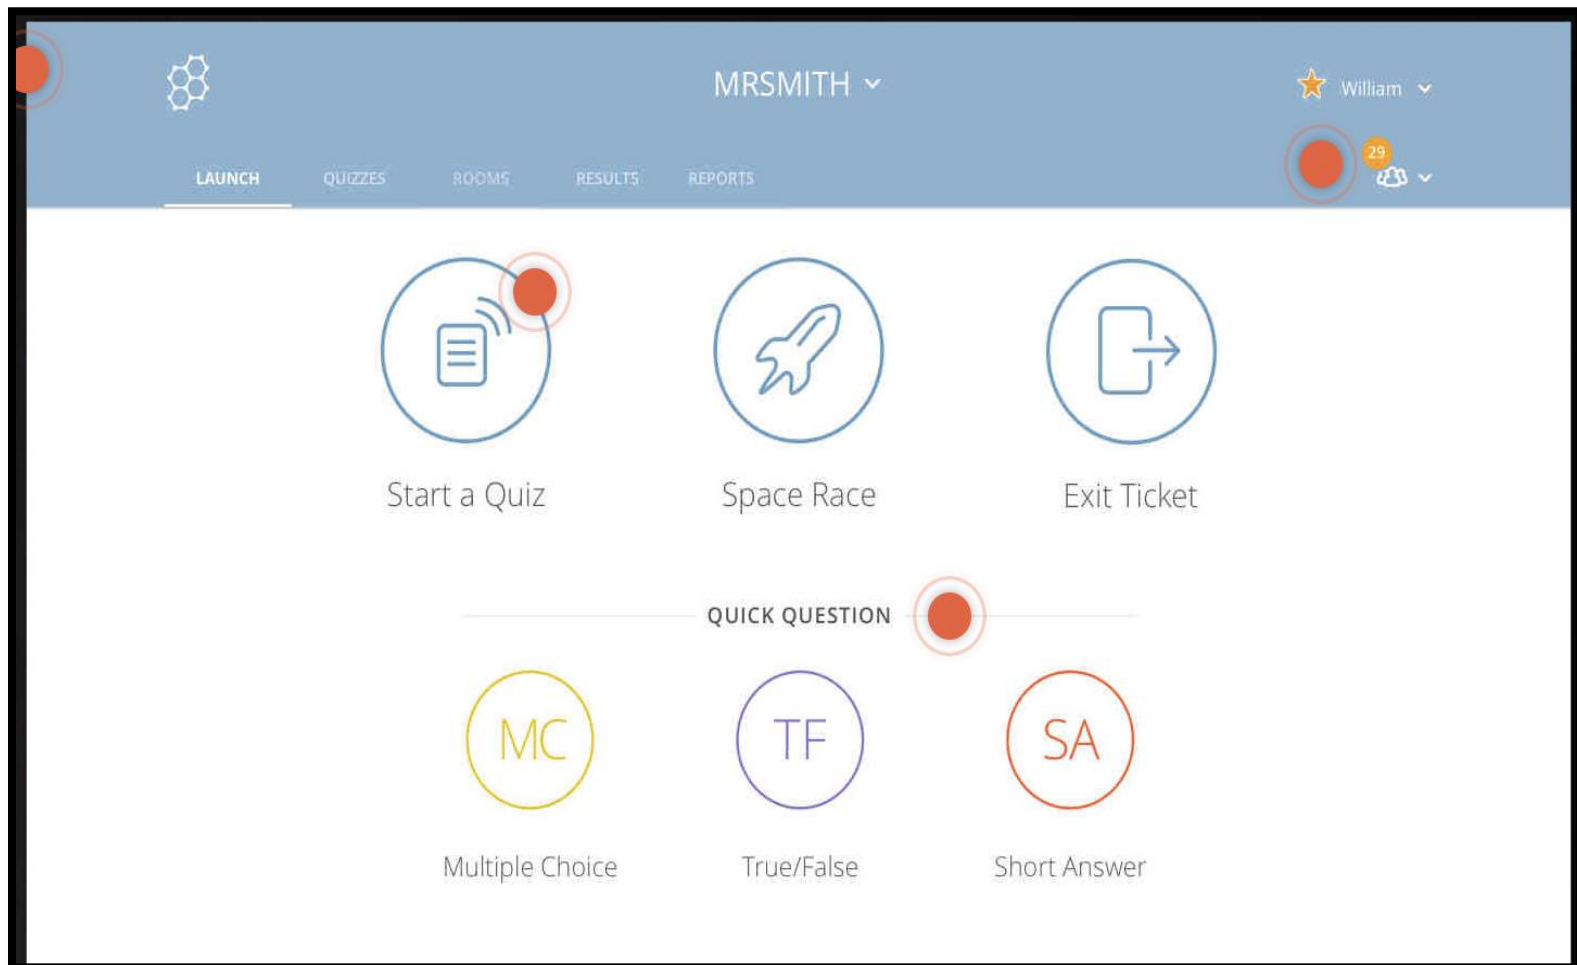 MRSMITH
William
29
LAUNCH QUIZZES ROOMS RESULTS REPORTS
Start a Quiz Space Race Exit Ticket
QUICK QUESTION
MC TF SA
Multiple Choice True/False Short Answer